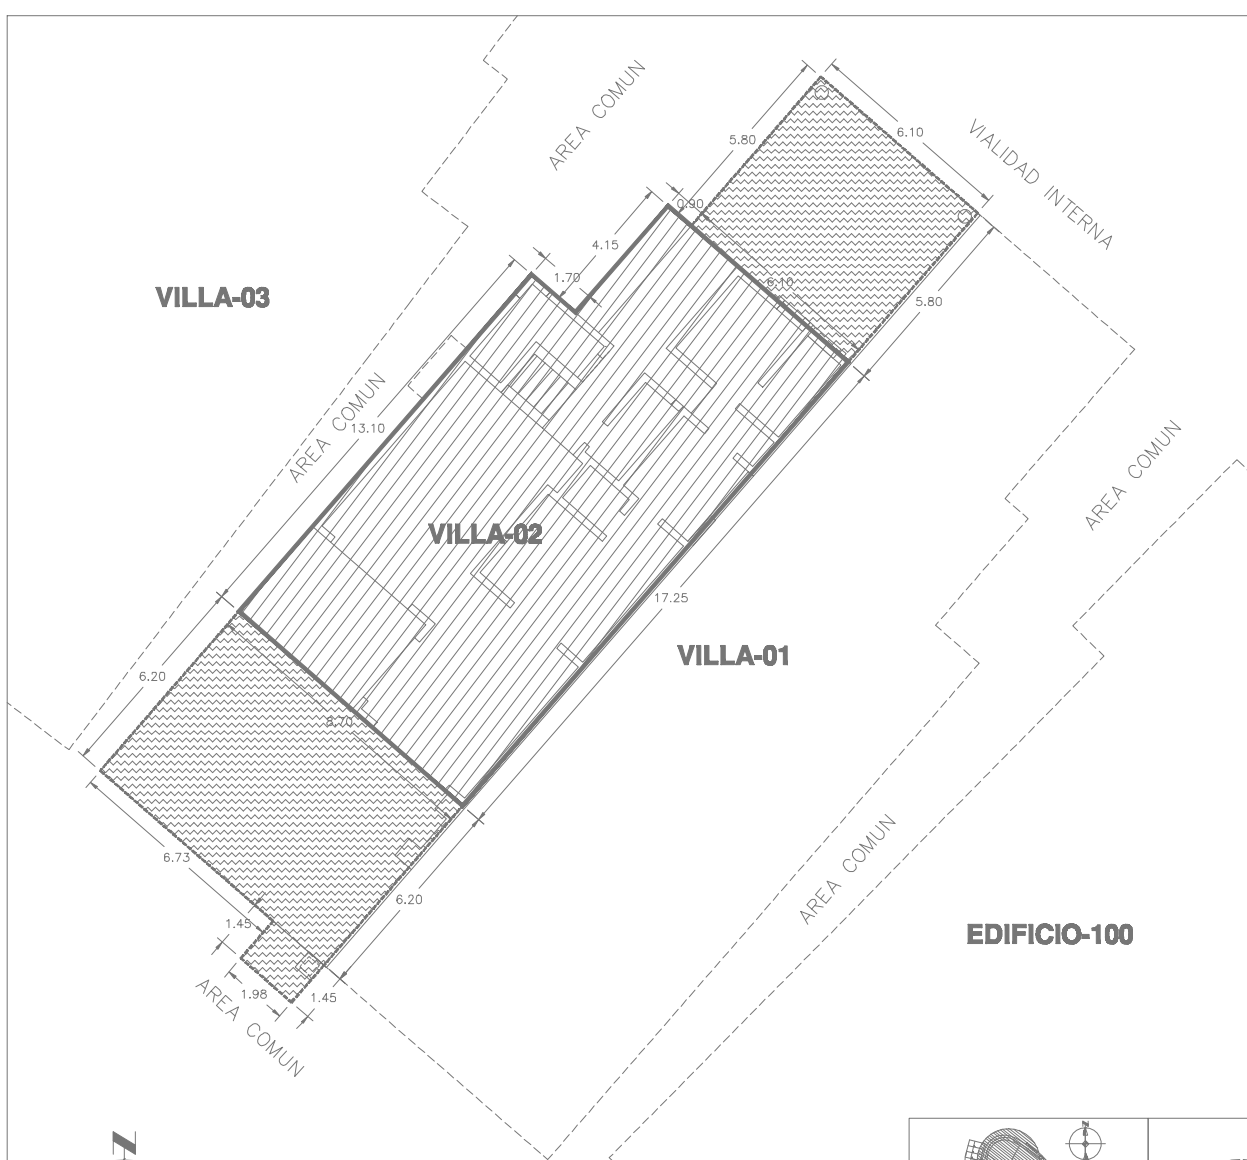 AREA COMUN
6.10
5.80
VIALIDAD INTERNA
0.90
4.15
1.70
6.10
5.80
VILLA-03
AREA COMUN
13.10
AREA COMUN
VILLA-02
17.25
VILLA-01
6.20
8.70
6.73
6.20
AREA COMUN
1.45
EDIFICIO-100
1.98
1.45
AREA COMUN
N
N